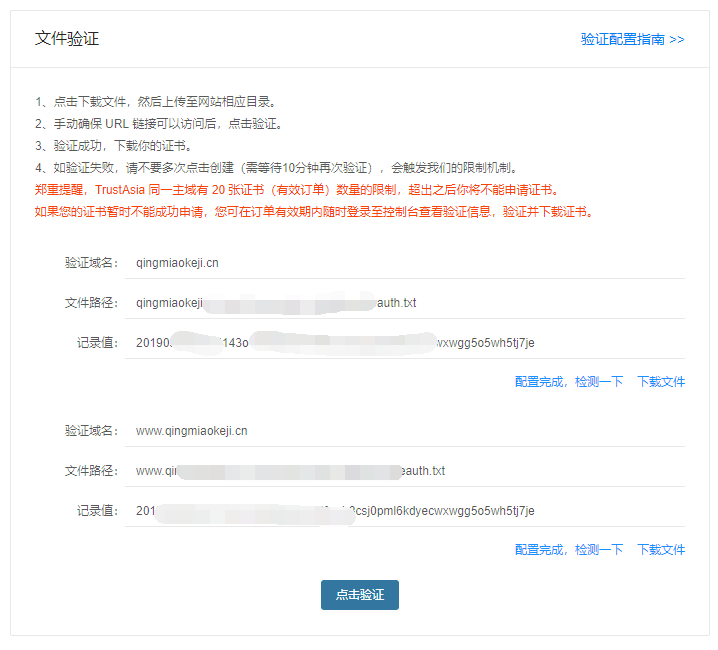 文件验证
验证配置指南 >>
1、点击下载文件，然后上传至网站相应目录。
2、手动确保 URL 链接可以访问后，点击验证。
3、验证成功，下载你的证书。
4、如验证失败，请不要多次点击创建（需等待10分钟再次验证），会触发我们的限制机制。
郑重提醒，TrustAsia 同一主域有 20 张证书（有效订单）数量的限制，超出之后你将不能申请证书。
如果您的证书暂时不能成功申请，您可在订单有效期内随时登录至控制台查看验证信息，验证并下载证书。
验证域名： qingmiaokeji.cn
文件路径： qingmiaokeji auth.txt
记录值： 20190 143o wxwgg5o5wh5tj7je
配置完成，检测一下 下载文件
验证域名： www.qingmiaokeji.cn
文件路径： www.qin eauth.txt
记录值： 201 csj0pml6kdyecwxwgg5o5wh5tj7je
配置完成，检测一下 下载文件
点击验证